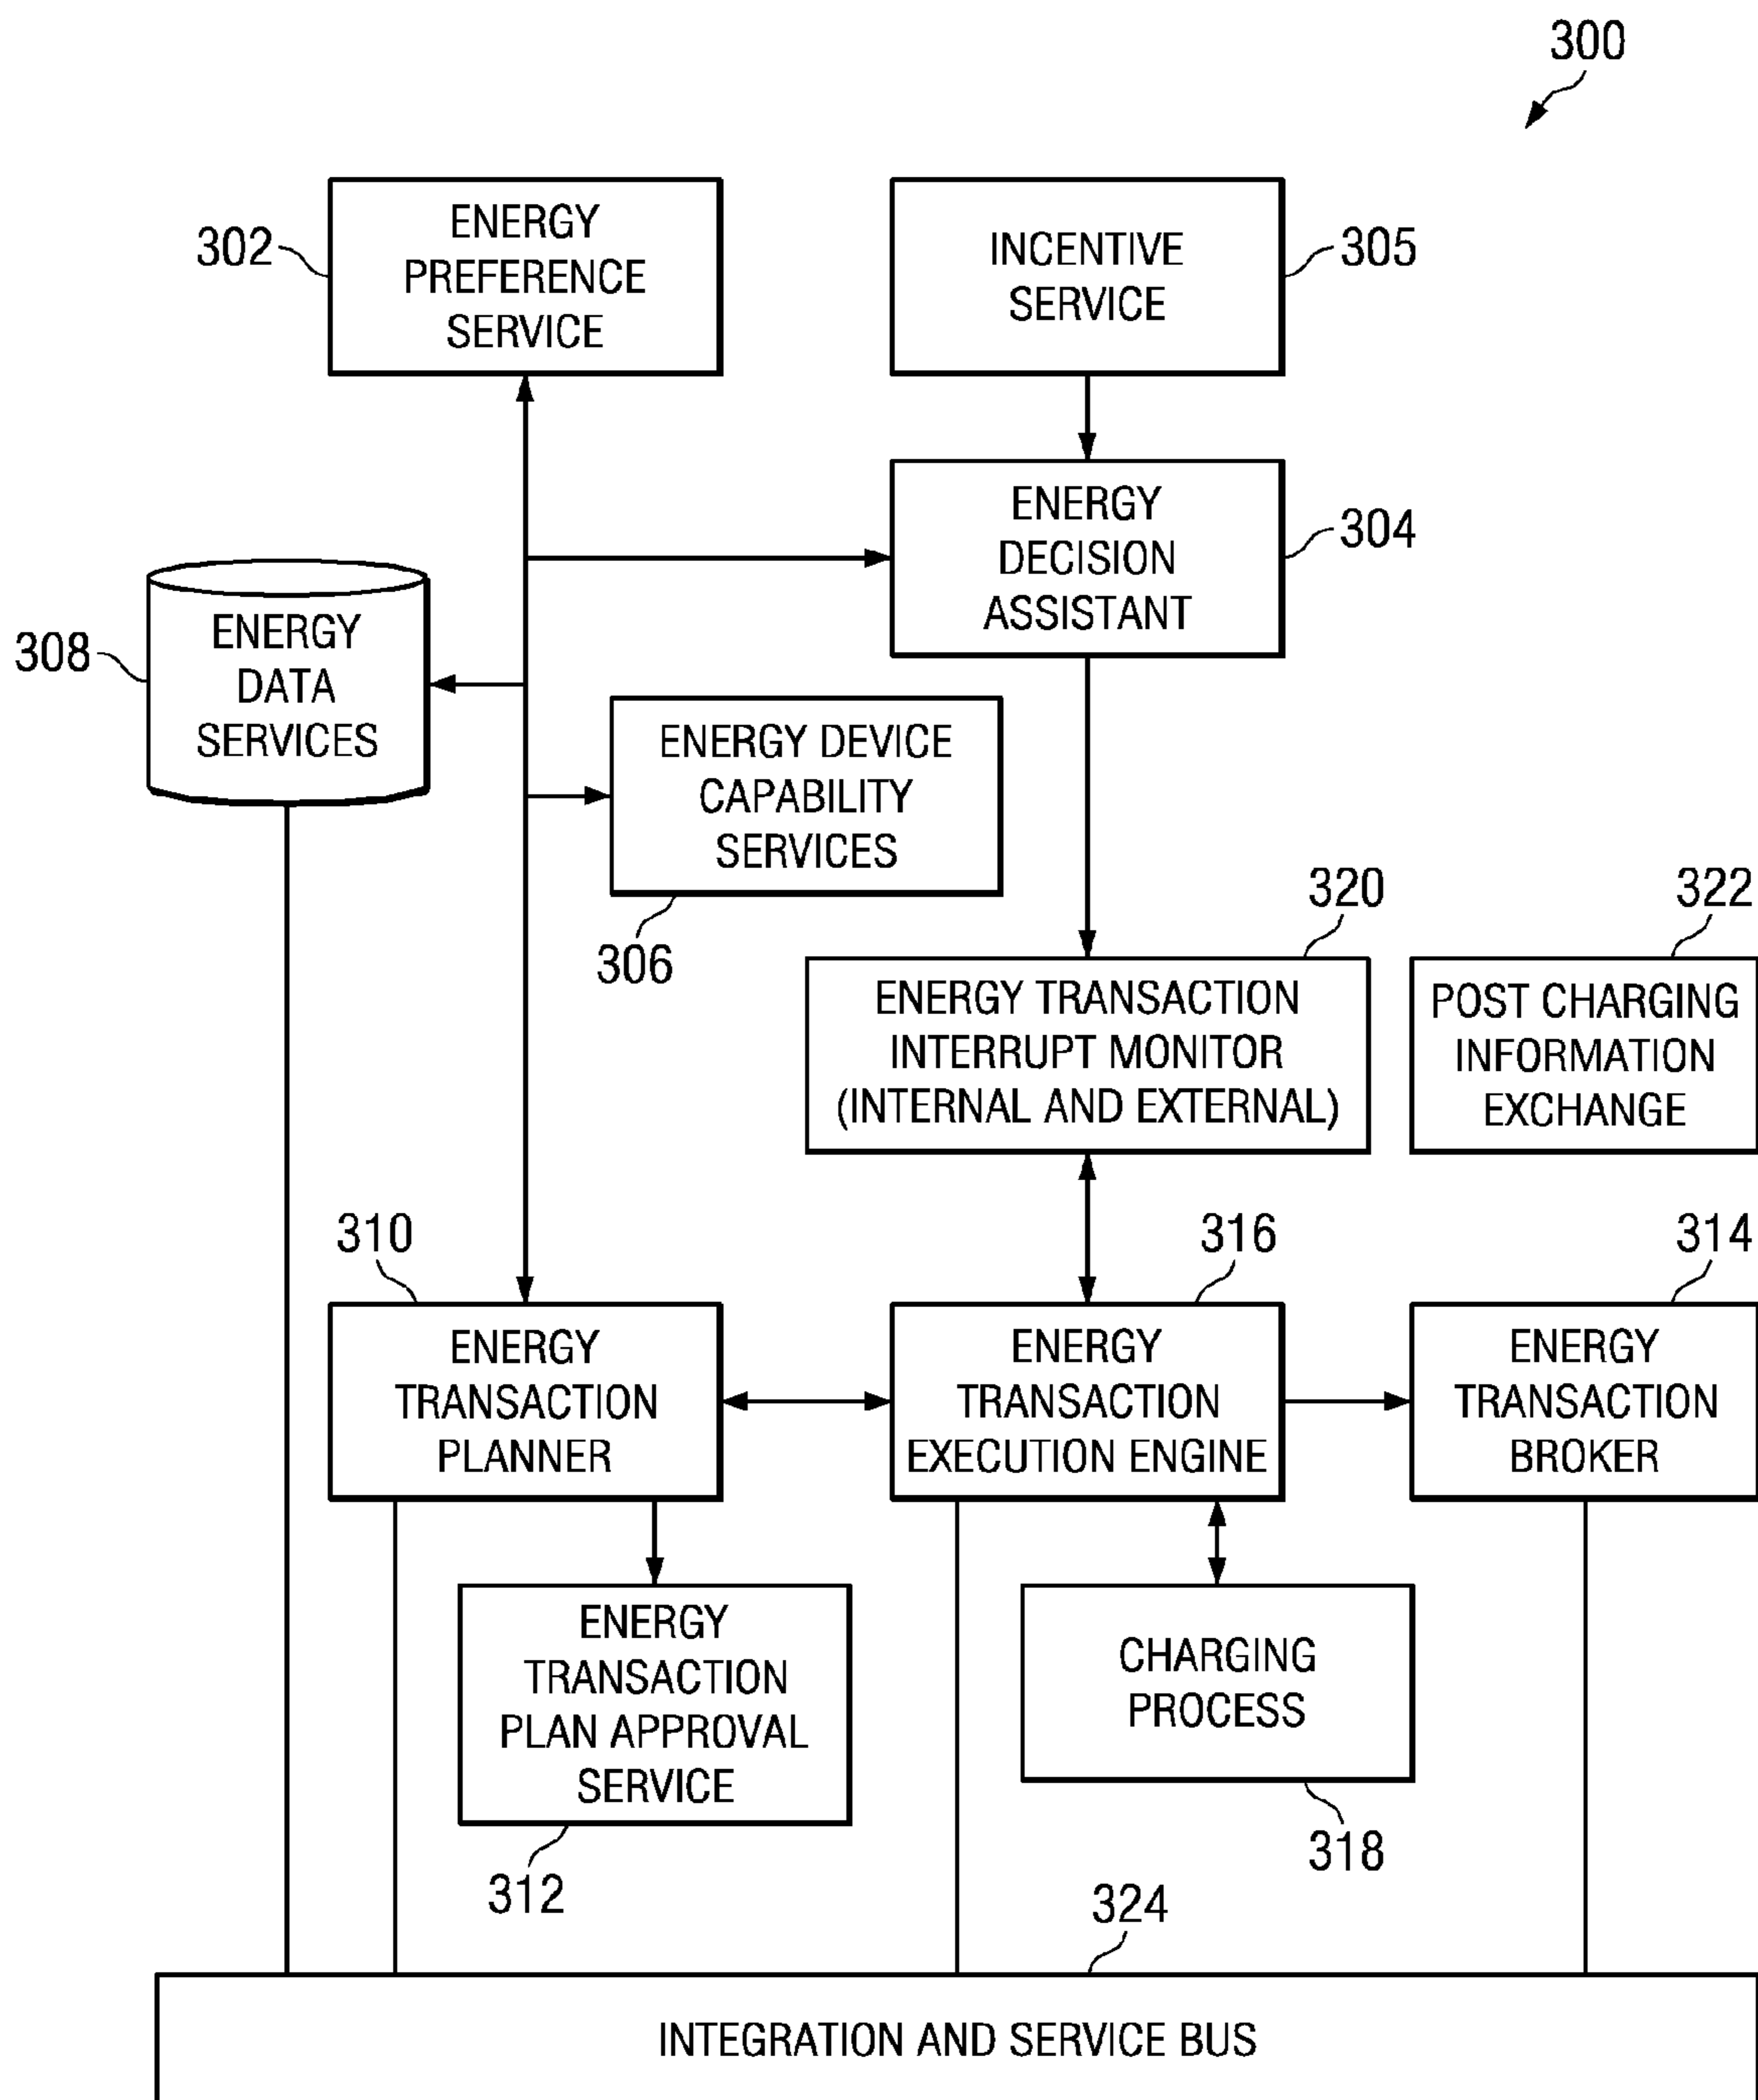 300
302
ENERGY
PREFERENCE
SERVICE
INCENTIVE
SERVICE
305
ENERGY
DECISION
ASSISTANT
304
308
ENERGY
DATA
SERVICES
ENERGY DEVICE
CAPABILITY
SERVICES
306
320
322
ENERGY TRANSACTION
INTERRUPT MONITOR
(INTERNAL AND EXTERNAL)
POST CHARGING
INFORMATION
EXCHANGE
310
316
314
ENERGY
TRANSACTION
PLANNER
ENERGY
TRANSACTION
EXECUTION ENGINE
ENERGY
TRANSACTION
BROKER
ENERGY
TRANSACTION
PLAN APPROVAL
SERVICE
312
CHARGING
PROCESS
318
324
INTEGRATION AND SERVICE BUS